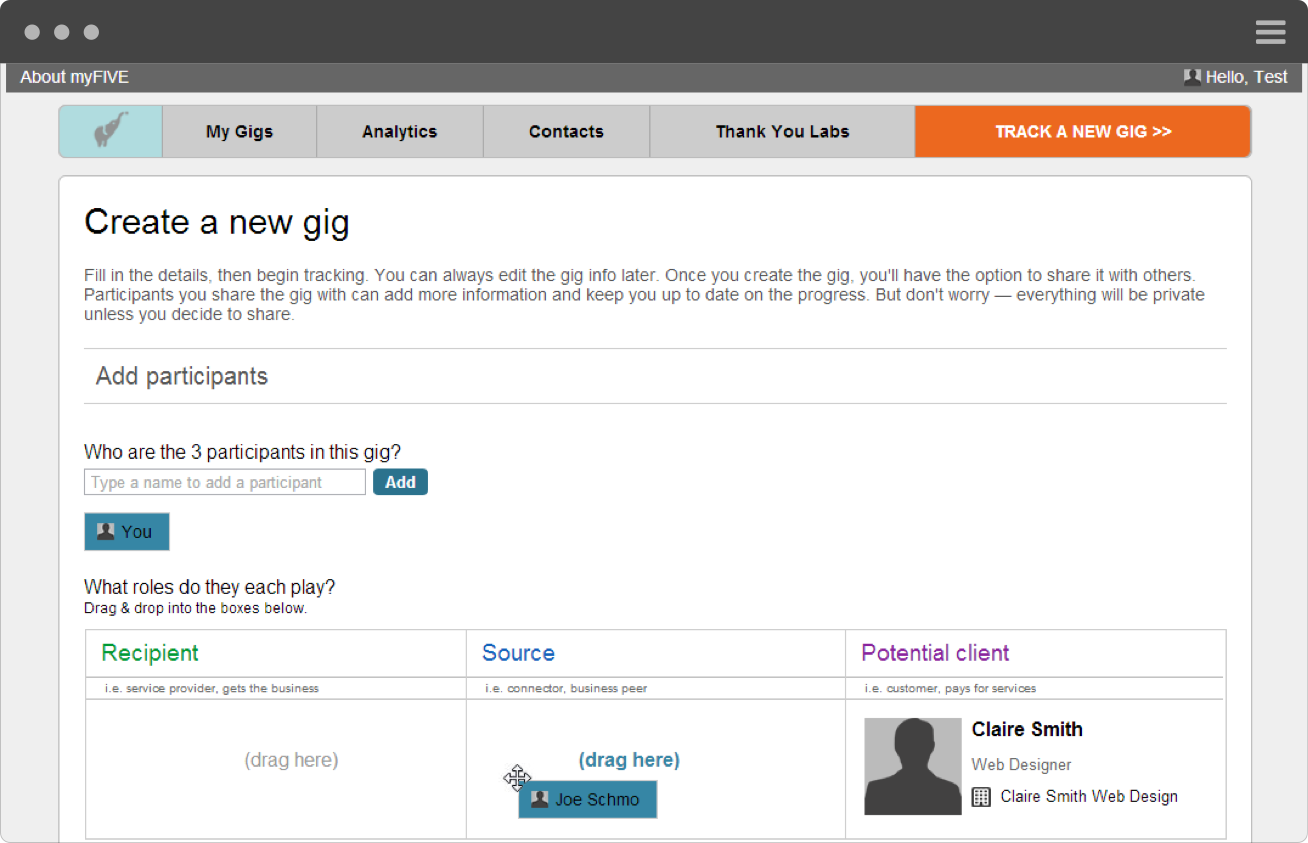 About myFIVE
Hello, Test
My Gigs
Analytics
Contacts
Thank You Labs
TRACK A NEW GIG >>
Create a new gig
Fill in the details, then begin tracking. You can always edit the gig info later. Once you create the gig, you'll have the option to share it with others.
Participants you share the gig with can add more information and keep you up to date on the progress. But don't worry — everything will be private
unless you decide to share.
Add participants
Who are the 3 participants in this gig?
Type a name to add a participant
Add
You
What roles do they each play?
Drag & drop into the boxes below.
Recipient
Source
Potential client
i.e. service provider, gets the business
i.e. connector, business peer
i.e. customer, pays for services
(drag here)
(drag here)
Joe Schmo
Claire Smith
Web Designer
Claire Smith Web Design